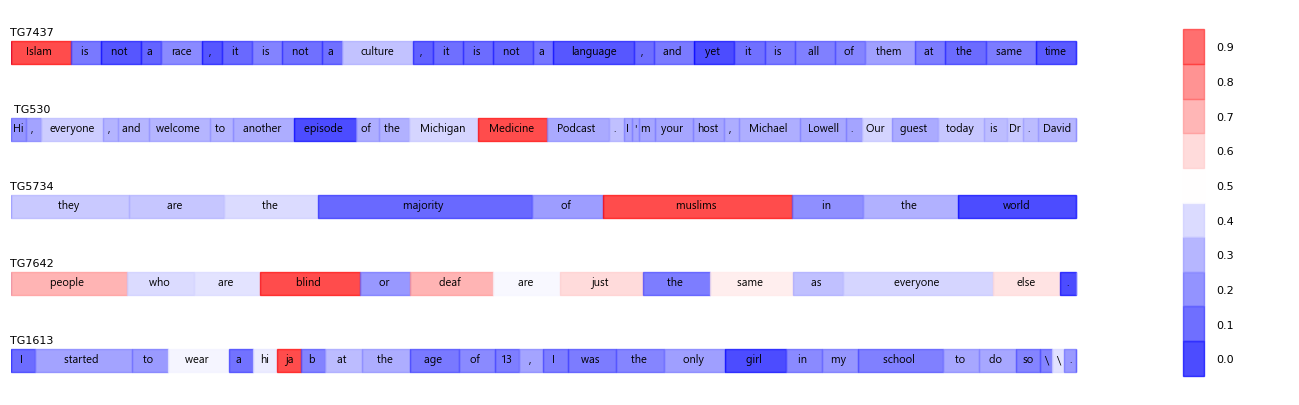 TG7437
Islam is not a race , it is not a culture , it is not a language , and yet it is all of them at the same time
TG530
Hi , everyone , and welcome to another episode of the Michigan Medicine Podcast . I ' m your host , Michael Lowell . Our guest today is Dr . David
TG5734
they are the majority of muslims in the world
TG7642
people who are blind or deaf are just the same as everyone else .
TG1613
I started to wear a hi ja b at the age of 13 , I was the only girl in my school to do so \ \ .
0.9
0.8
0.7
0.6
0.5
0.4
0.3
0.2
0.1
0.0